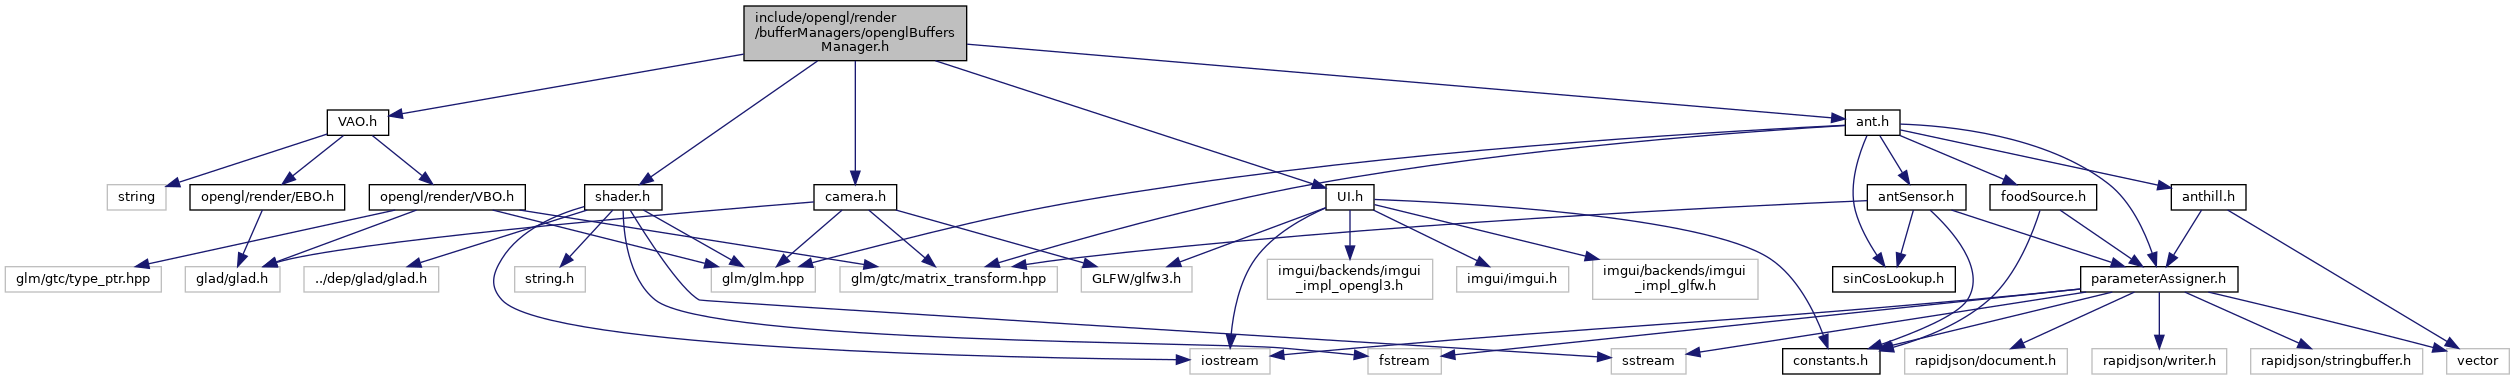 include/opengl/render
/bufferManagers/openglBuffers
Manager.h
VAO.h
ant.h
string
opengl/render/EBO.h
opengl/render/VBO.h
shader.h
camera.h
UI.h
antSensor.h
foodSource.h
anthill.h
glm/gtc/type_ptr.hpp
glad/glad.h
../dep/glad/glad.h
string.h
glm/glm.hpp
glm/gtc/matrix_transform.hpp
GLFW/glfw3.h
imgui/backends/imgui
_impl_opengl3.h
imgui/imgui.h
imgui/backends/imgui
_impl_glfw.h
sinCosLookup.h
parameterAssigner.h
iostream
fstream
sstream
constants.h
rapidjson/document.h
rapidjson/writer.h
rapidjson/stringbuffer.h
vector